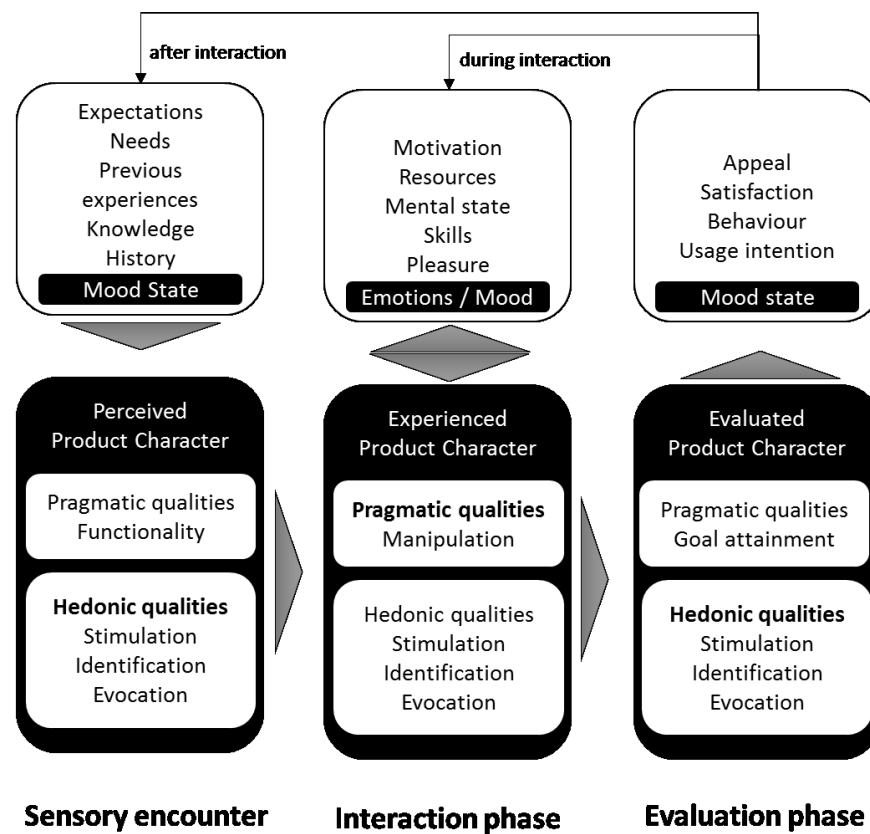 after interaction
during interaction
Expectations
Needs
Previous
experiences
Knowledge
History
Mood State
Motivation
Resources
Mental state
Skills
Pleasure
Emotions / Mood
Appeal
Satisfaction
Behaviour
Usage intention
Mood state
Perceived
Product Character
Pragmatic qualities
Functionality
Hedonic qualities
Stimulation
Identification
Evocation
Experienced
Product Character
Pragmatic qualities
Manipulation
Hedonic qualities
Stimulation
Identification
Evocation
Evaluated
Product Character
Pragmatic qualities
Goal attainment
Hedonic qualities
Stimulation
Identification
Evocation
Sensory encounter
Interaction phase
Evaluation phase